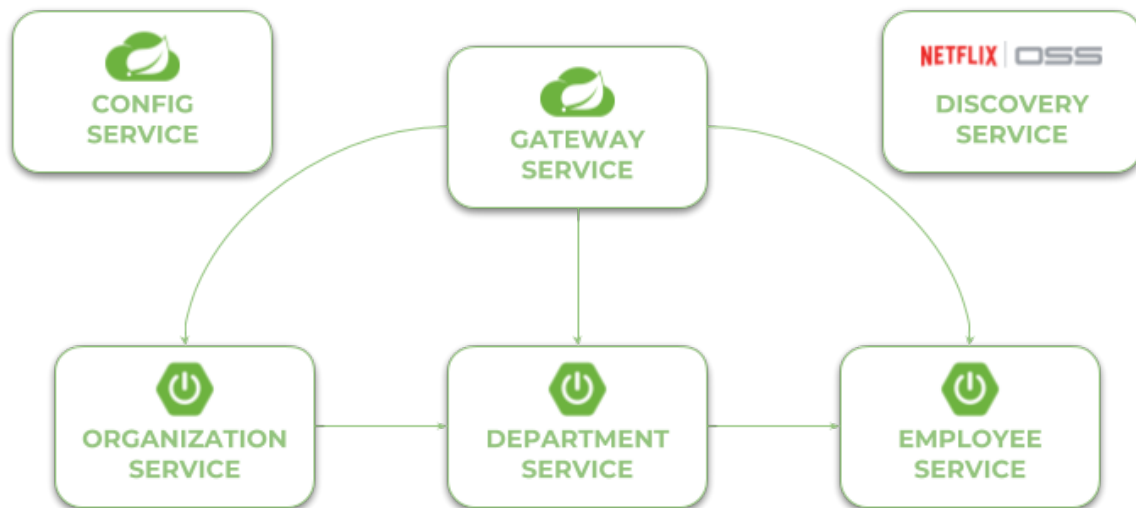 CONFIG
SERVICE
GATEWAY
SERVICE
NETFLIX OSS
DISCOVERY
SERVICE
ORGANIZATION
SERVICE
DEPARTMENT
SERVICE
EMPLOYEE
SERVICE